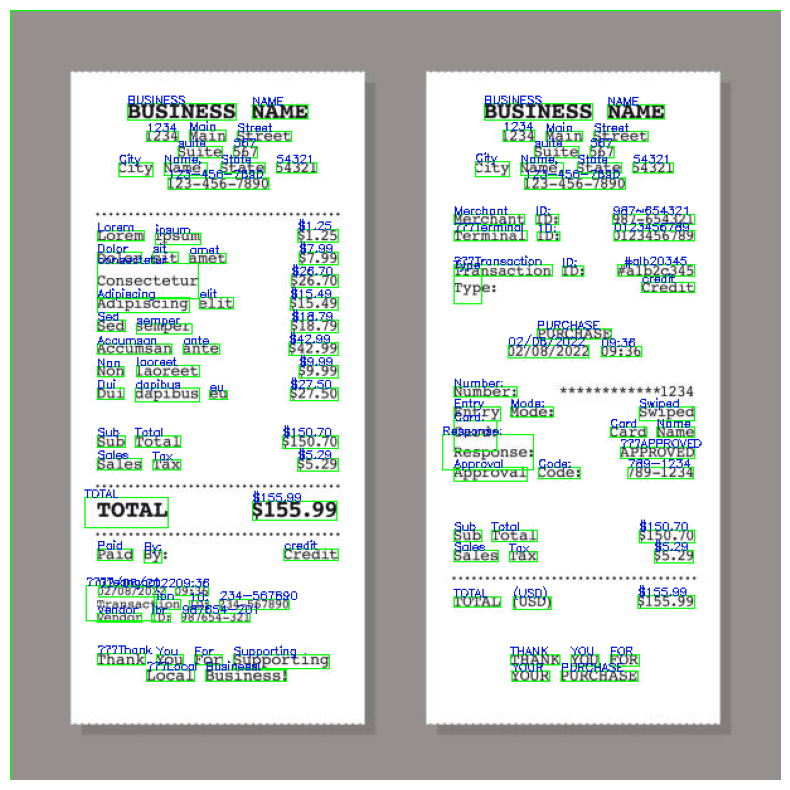 BUSINESS NAME
1234 Main Street
Suite 567
City Name, State 54321
123-456-7890
Lorem ipsum $1.25
Dolor sit amet $7.99
Consectetur $26.70
Adipiscing elit $15.49
Sed semper $18.79
Accumsan ante $42.99
Non laoreet $9.99
Dui dapibus eu $27.50
Sub Total $150.70
Sales Tax $5.29
TOTAL $155.99
Paid By: Credit
02/08/2022 09:36
Transaction ID: 234-567890
Vendor ID: 987654-321
Thank You For Supporting
Local Business!
BUSINESS NAME
1234 Main Street
Suite 567
City Name, State 54321
123-456-7890
Merchant ID: 987-654321
Terminal ID: 0123456789
Transaction ID: #a1b2c345
Type: Credit
PURCHASE
02/08/2022 09:36
Number: ************1234
Entry Mode: Swiped
Card: Card Name
Response: APPROVED
Approval Code: 789-1234
Sub Total $150.70
Sales Tax $5.29
TOTAL (USD) $155.99
THANK YOU FOR
YOUR PURCHASE